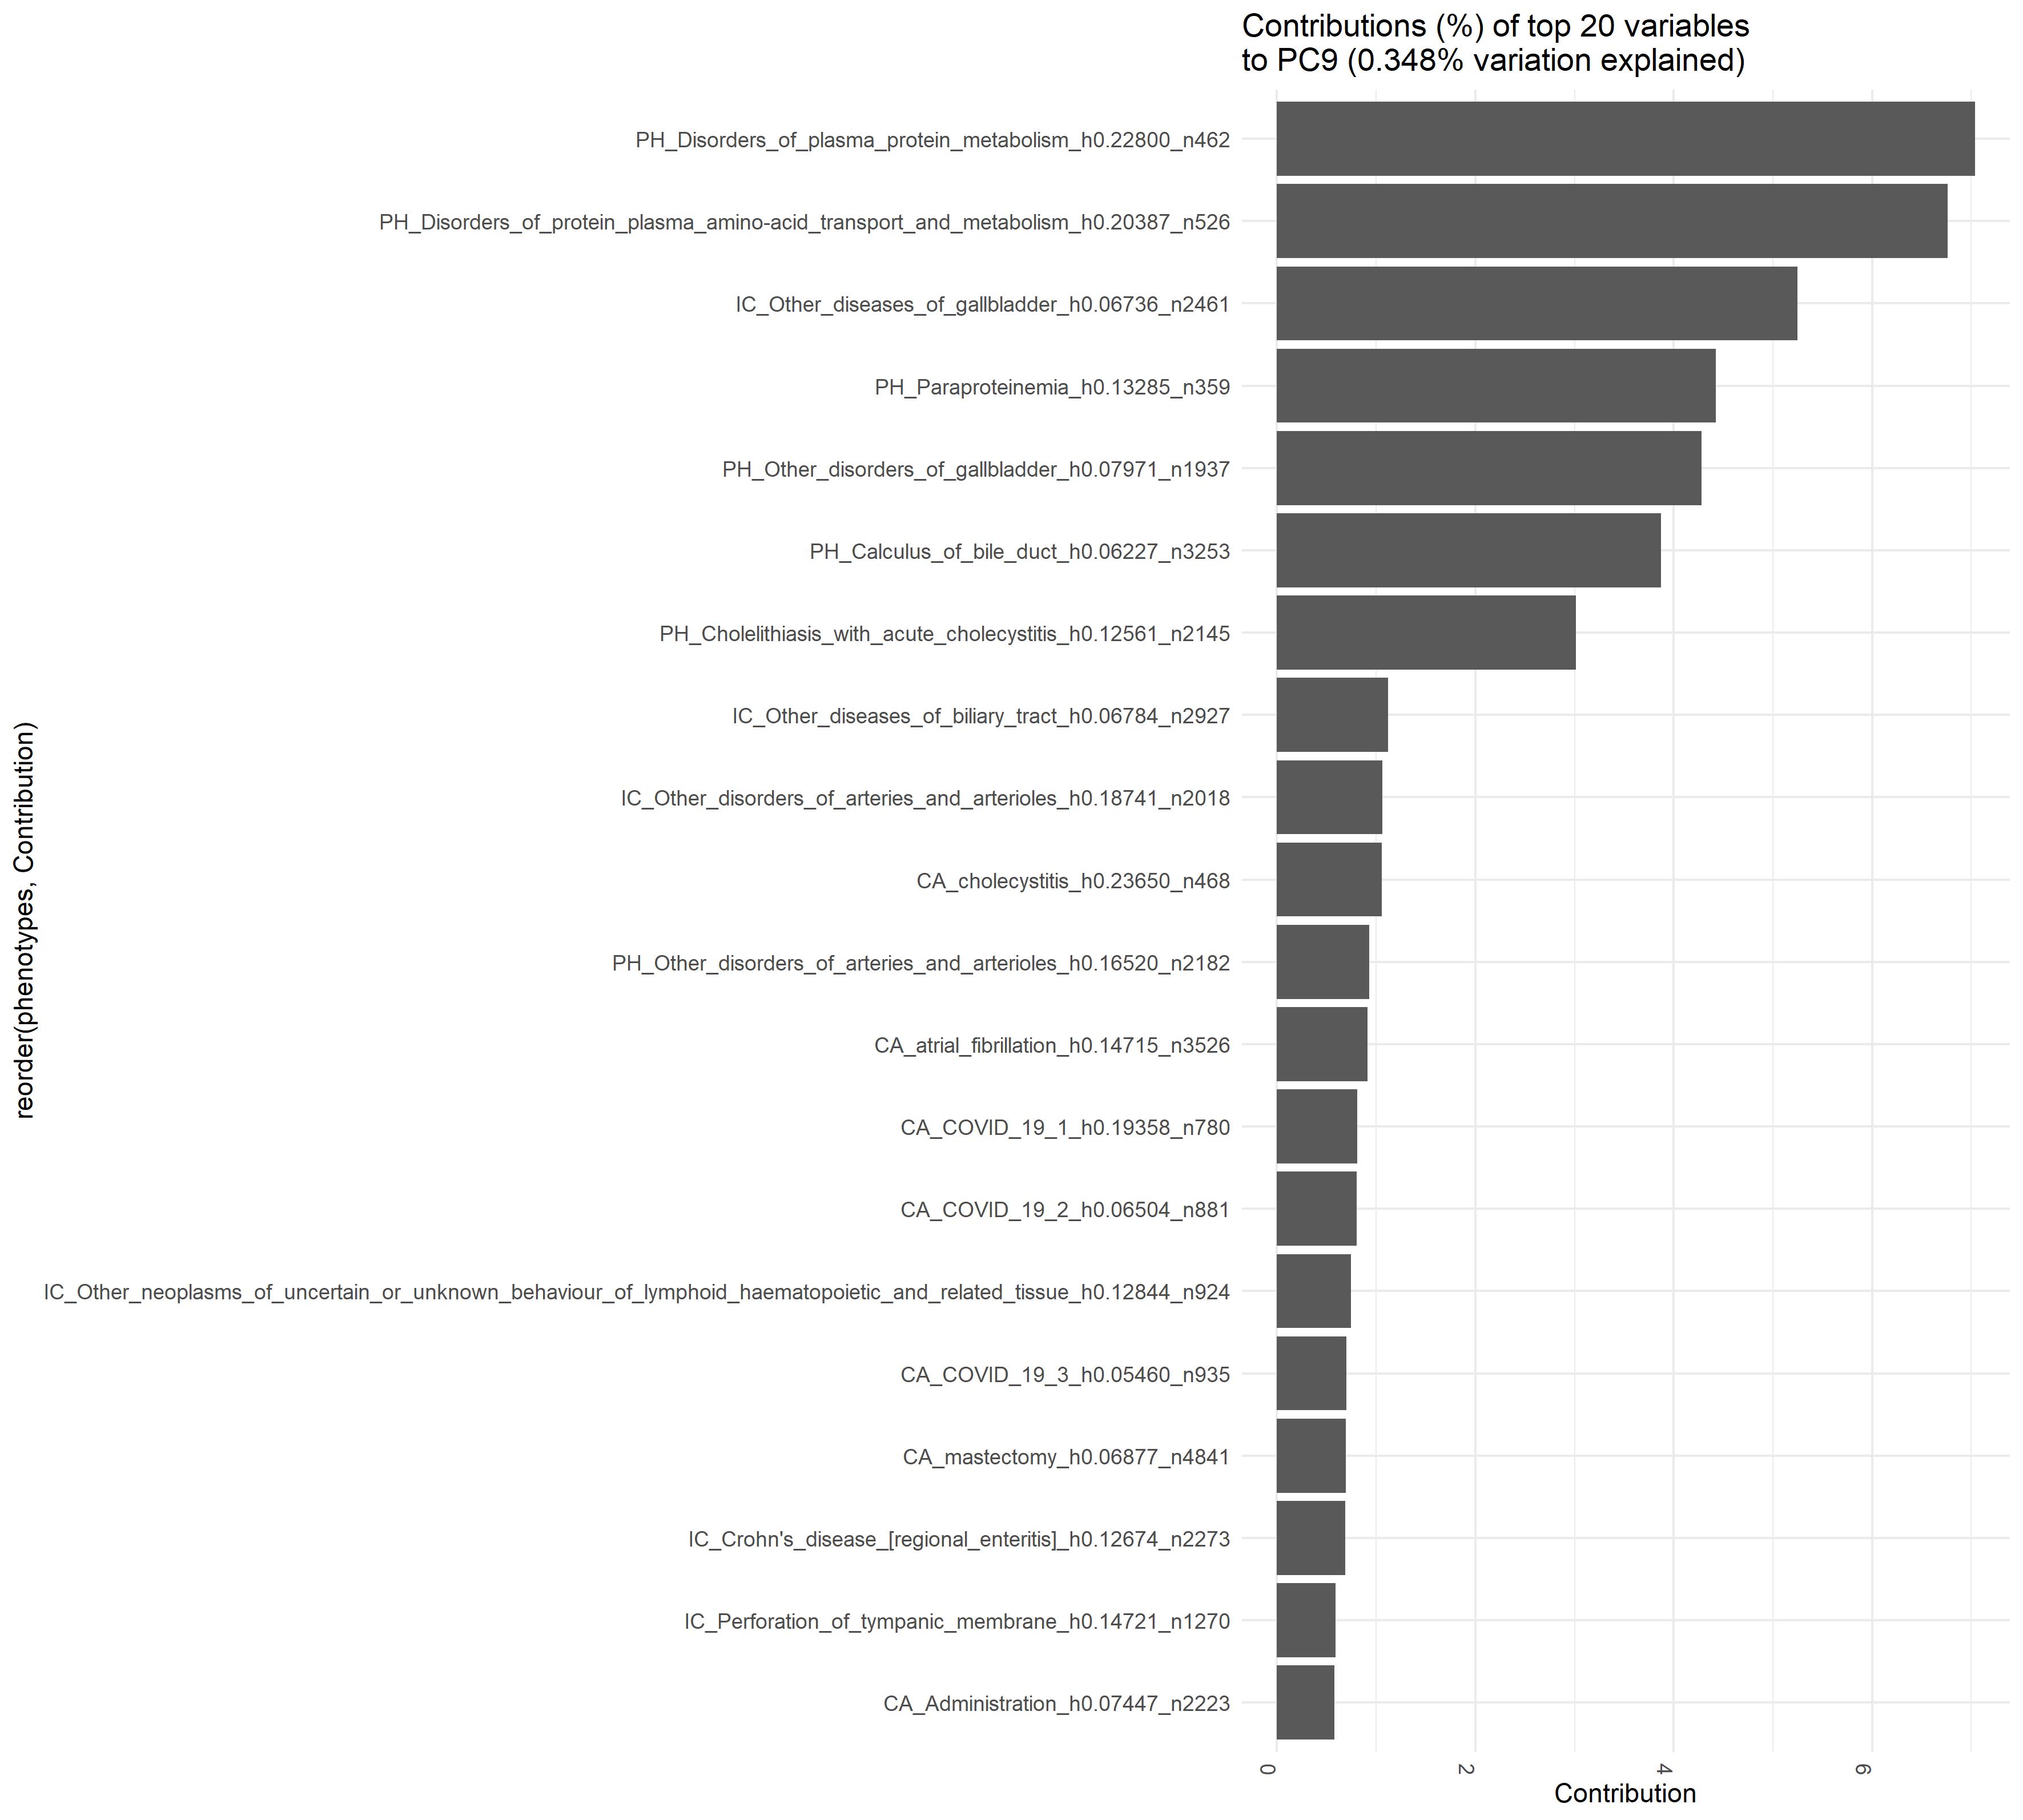 Contributions (%) of top 20 variables
to PC9 (0.348% variation explained)
PH_Disorders_of_plasma_protein_metabolism_h0.22800_n462
PH_Disorders_of_protein_plasma_amino-acid_transport_and_metabolism_h0.20387_n526
IC_Other_diseases_of_gallbladder_h0.06736_n2461
PH_Paraproteinemia_h0.13285_n359
PH_Other_disorders_of_gallbladder_h0.07971_n1937
PH_Calculus_of_bile_duct_h0.06227_n3253
PH_Cholelithiasis_with_acute_cholecystitis_h0.12561_n2145
IC_Other_diseases_of_biliary_tract_h0.06784_n2927
IC_Other_disorders_of_arteries_and_arterioles_h0.18741_n2018
CA_cholecystitis_h0.23650_n468
PH_Other_disorders_of_arteries_and_arterioles_h0.16520_n2182
CA_atrial_fibrillation_h0.14715_n3526
CA_COVID_19_1_h0.19358_n780
CA_COVID_19_2_h0.06504_n881
IC_Other_neoplasms_of_uncertain_or_unknown_behaviour_of_lymphoid_haematopoietic_and_related_tissue_h0.12844_n924
CA_COVID_19_3_h0.05460_n935
CA_mastectomy_h0.06877_n4841
IC_Crohn's_disease_[regional_enteritis]_h0.12674_n2273
IC_Perforation_of_tympanic_membrane_h0.14721_n1270
CA_Administration_h0.07447_n2223
reorder(phenotypes, Contribution)
0 2 4 6
Contribution